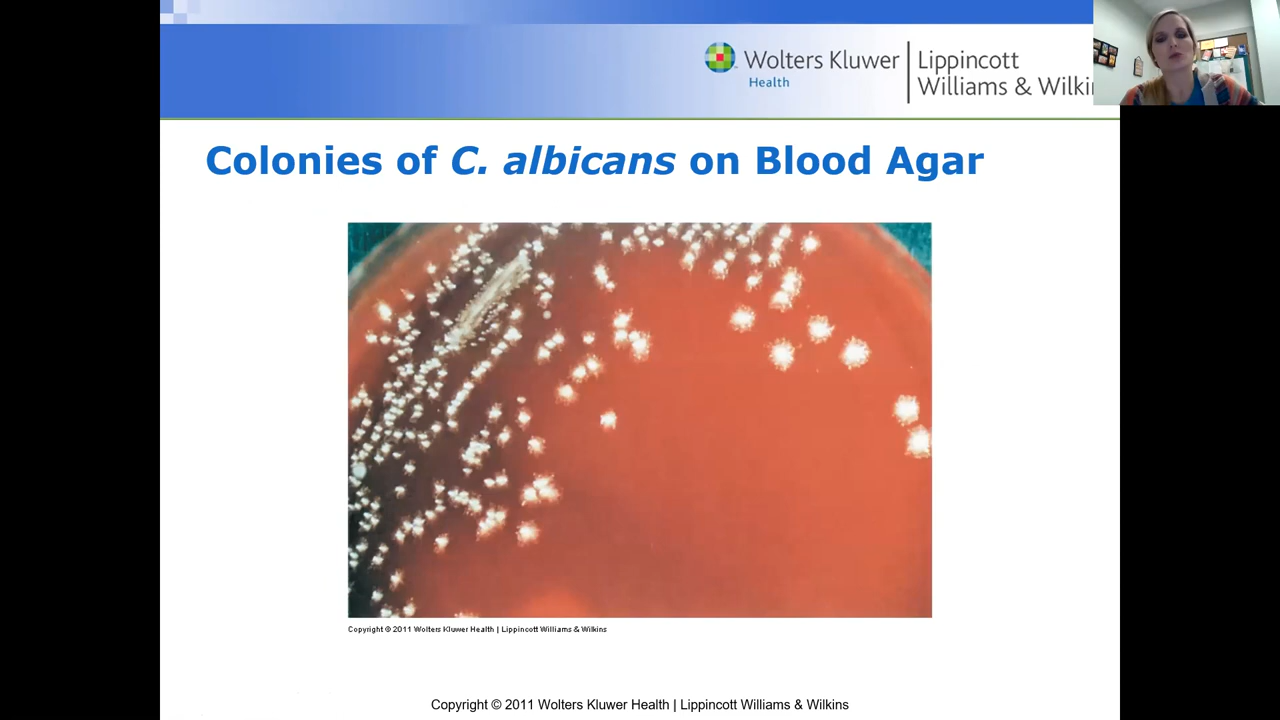 Wolters Kluwer
Health
Lippincott
Williams & Wilki
Colonies of C. albicans on Blood Agar
Copyright © 2011 Wolters Kluwer Health | Lippincott Williams & Wilkins
Copyright © 2011 Wolters Kluwer Health | Lippincott Williams & Wilkins